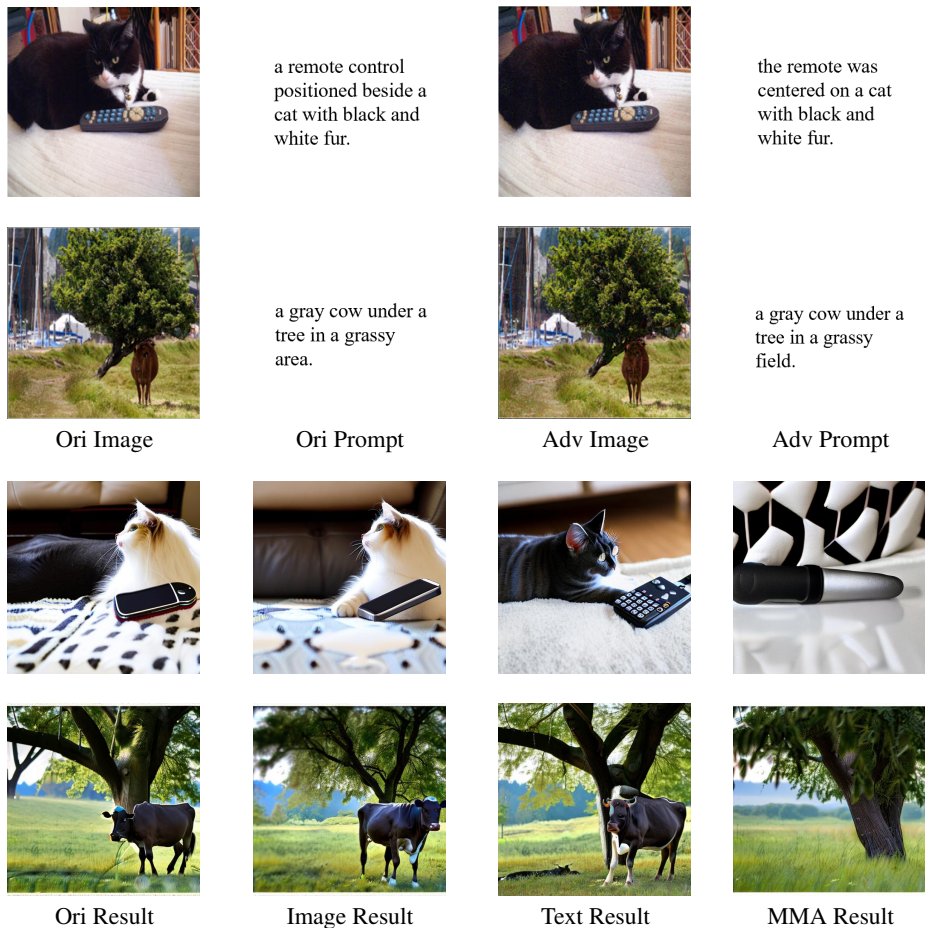 a remote control
positioned beside a
cat with black and
white fur.
the remote was
centered on a cat
with black and
white fur.
a gray cow under a
tree in a grassy
area.
a gray cow under a
tree in a grassy
field.
Ori Image
Ori Prompt
Adv Image
Adv Prompt
Ori Result
Image Result
Text Result
MMA Result